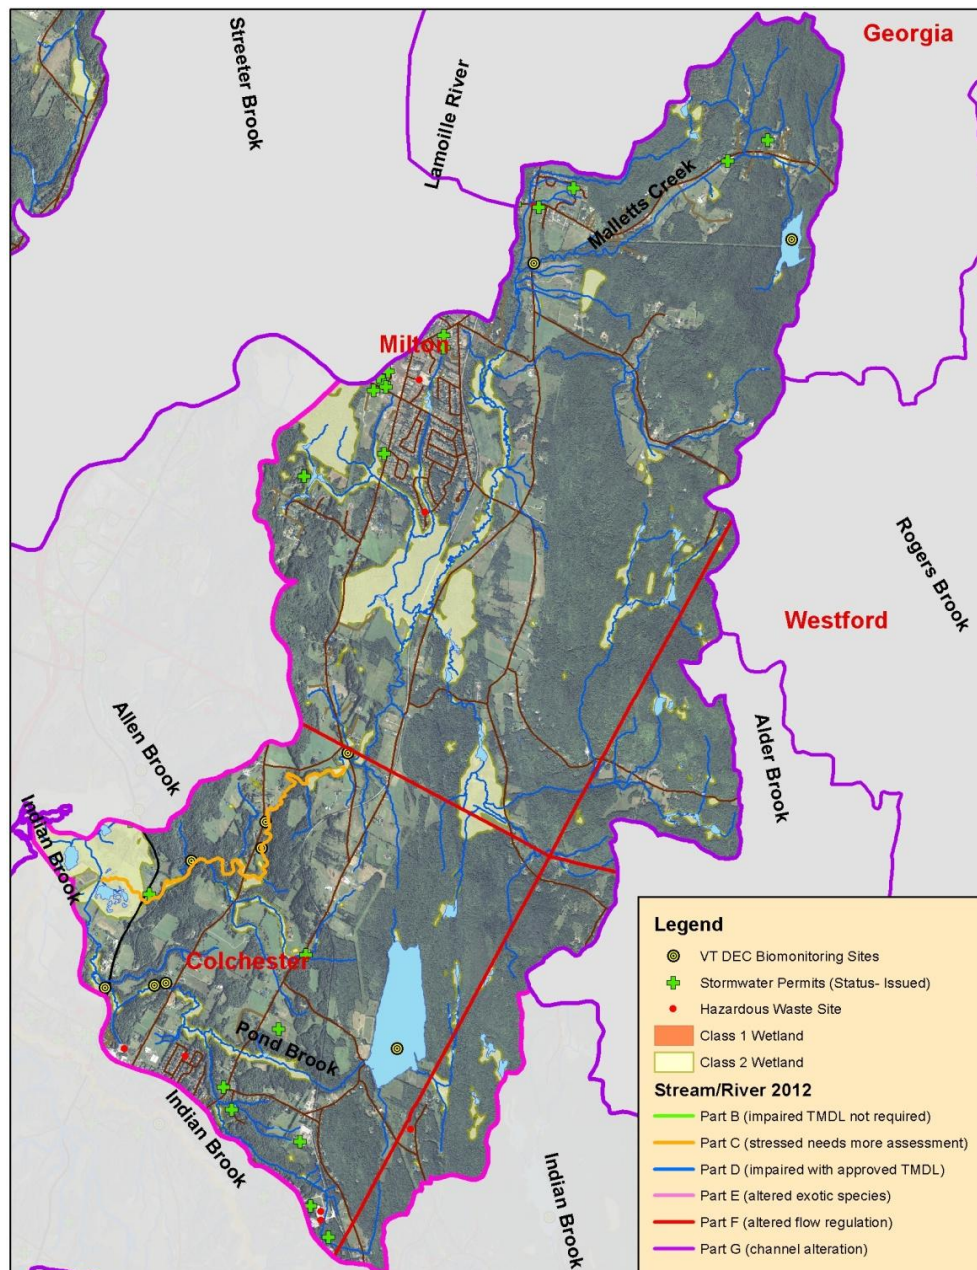 Georgia
Streeter Brook
Lamoille River
Malletts Creek
Milton
Rogers Brook
Westford
Alder Brook
Allen Brook
Indian Brook
Colchester
Pond Brook
Indian Brook
Indian Brook
Legend
VT DEC Biomonitoring Sites
Stormwater Permits (Status- Issued)
Hazardous Waste Site
Class 1 Wetland
Class 2 Wetland
Stream/River 2012
Part B (impaired TMDL not required)
Part C (stressed needs more assessment)
Part D (impaired with approved TMDL)
Part E (altered exotic species)
Part F (altered flow regulation)
Part G (channel alteration)